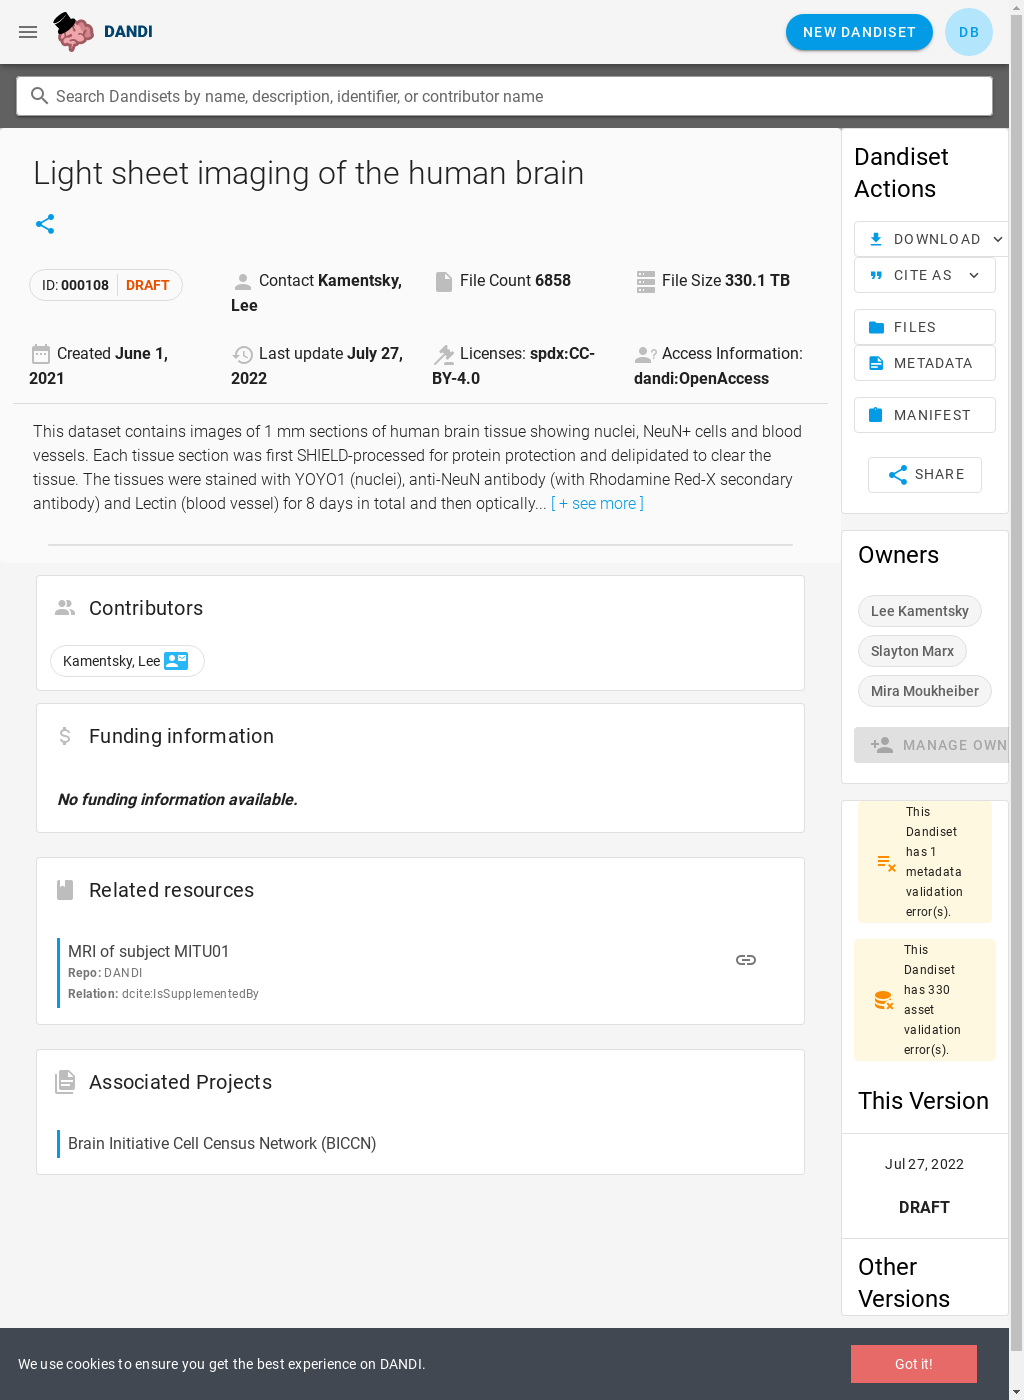 DANDI
NEW DANDISET
DB
Search Dandisets by name, description, identifier, or contributor name
Light sheet imaging of the human brain
ID: 000108 DRAFT
Contact Kamentsky,
Lee
File Count 6858
File Size 330.1 TB
Created June 1,
2021
Last update July 27,
2022
Licenses: spdx:CC-
BY-4.0
Access Information:
dandi:OpenAccess
This dataset contains images of 1 mm sections of human brain tissue showing nuclei, NeuN+ cells and blood
vessels. Each tissue section was first SHIELD-processed for protein protection and delipidated to clear the
tissue. The tissues were stained with YOYO1 (nuclei), anti-NeuN antibody (with Rhodamine Red-X secondary
antibody) and Lectin (blood vessel) for 8 days in total and then optically... [ + see more ]
Contributors
Kamentsky, Lee
Funding information
No funding information available.
Related resources
MRI of subject MITU01
Repo: DANDI
Relation: dcite:IsSupplementedBy
Associated Projects
Brain Initiative Cell Census Network (BICCN)
Dandiset
Actions
DOWNLOAD
CITE AS
FILES
METADATA
MANIFEST
SHARE
Owners
Lee Kamentsky
Slayton Marx
Mira Moukheiber
MANAGE OWN
This
Dandiset
has 1
metadata
validation
error(s).
This
Dandiset
has 330
asset
validation
error(s).
This Version
Jul 27, 2022
DRAFT
Other
Versions
We use cookies to ensure you get the best experience on DANDI.
Got it!